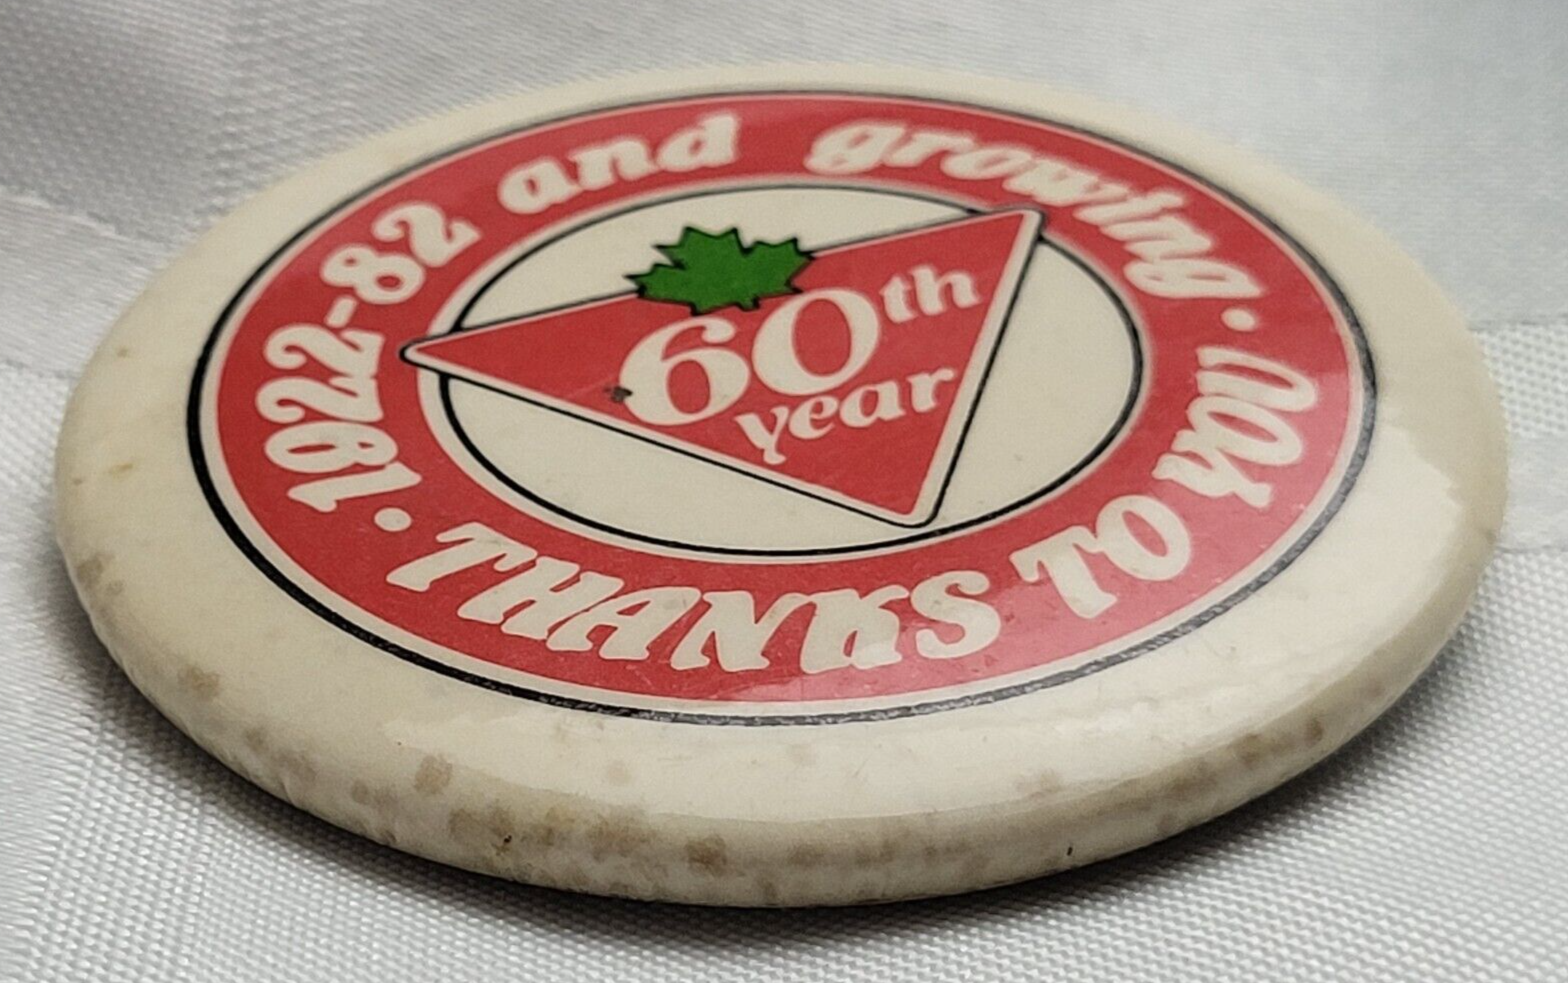 1922-82 and growing •
THANKS TO YOU •
60th
year